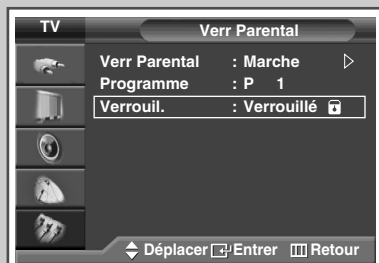 TV
Verr Parental
Verr Parental : Marche
Programme : P 1
Verrouil. : Verrouillé
Déplacer Entrer Retour